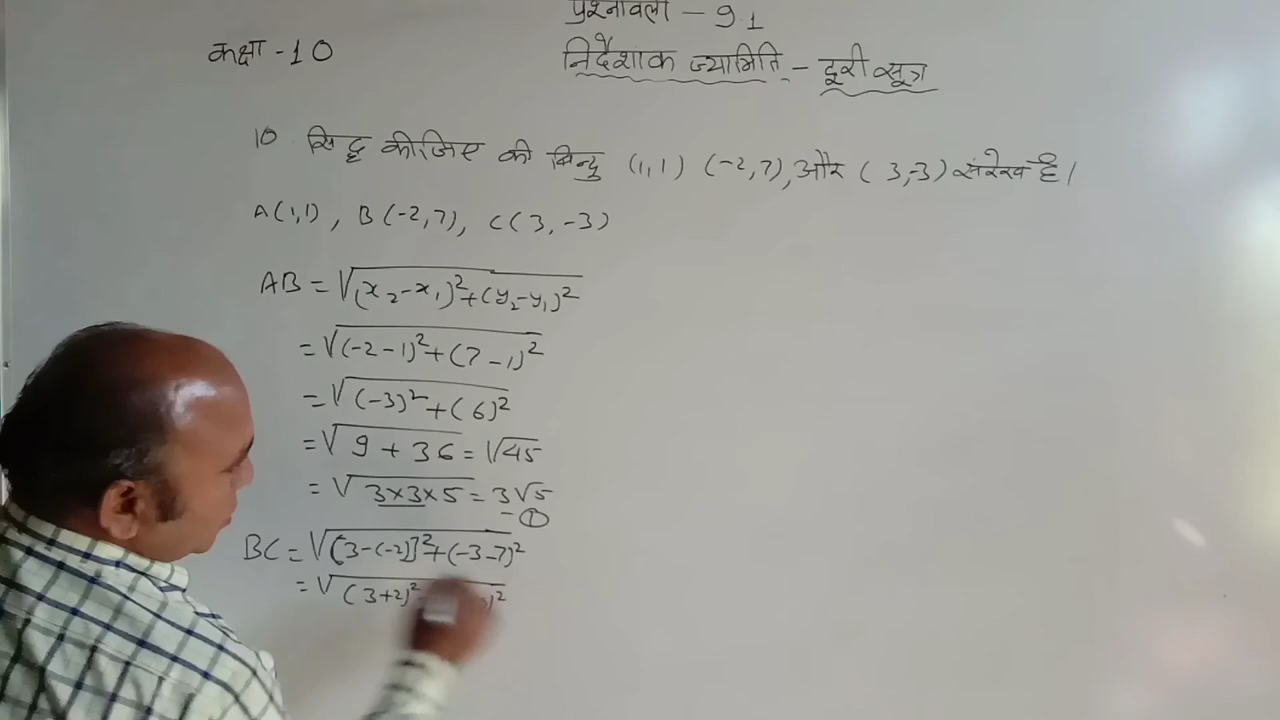 प्रश्नावली - 9.1
कक्षा - 10
निर्देशांक ज्यामिति - दूरी सूत्र
10 सिद्ध कीजिए की बिन्दु (1,1) (-2,7), और (3,-3) संरेख है।
A(1,1), B(-2,7), C(3,-3)
AB = √(x₂-x₁)²+(y₂-y₁)²
= √(-2-1)²+(7-1)²
= √(-3)²+(6)²
= √9+36 = √45
= √3×3×5 = 3√5
- ①
BC = √[3-(-2)]²+(-3-7)²
= √(3+2)² )²